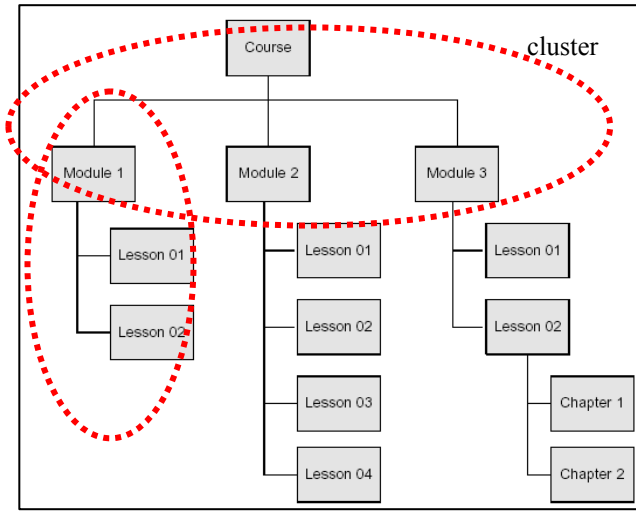 Course
cluster
Module 1
Module 2
Module 3
Lesson 01
Lesson 02
Lesson 01
Lesson 02
Lesson 03
Lesson 04
Lesson 01
Lesson 02
Chapter 1
Chapter 2